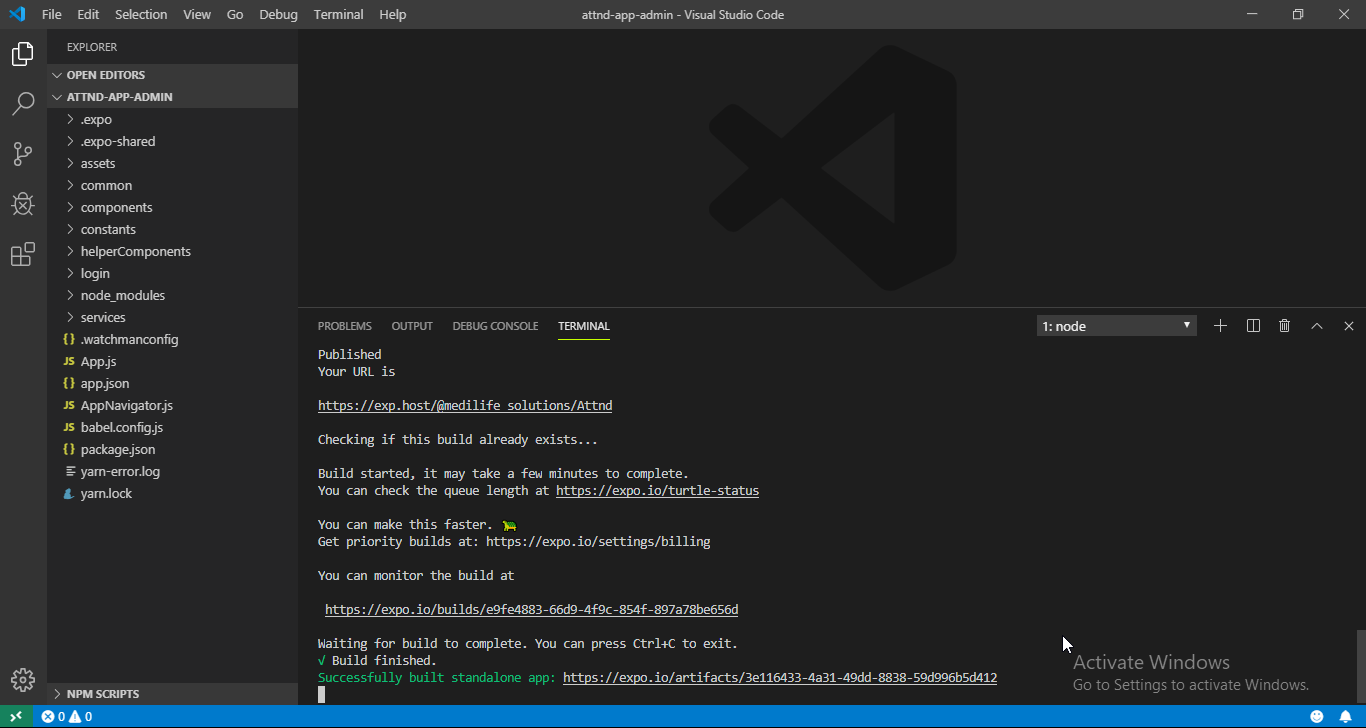 File Edit Selection View Go Debug Terminal Help
attnd-app-admin - Visual Studio Code
EXPLORER
OPEN EDITORS
ATTND-APP-ADMIN
.expo
.expo-shared
assets
common
components
constants
helperComponents
login
node_modules
services
{} .watchmanconfig
JS App.js
{} app.json
JS AppNavigator.js
JS babel.config.js
{} package.json
yarn-error.log
yarn.lock
NPM SCRIPTS
PROBLEMS OUTPUT DEBUG CONSOLE TERMINAL
1: node
Published
Your URL is
https://exp.host/@medilife_solutions/Attnd
Checking if this build already exists...
Build started, it may take a few minutes to complete.
You can check the queue length at https://expo.io/turtle-status
You can make this faster. 🐢
Get priority builds at: https://expo.io/settings/billing
You can monitor the build at
https://expo.io/builds/e9fe4883-66d9-4f9c-854f-897a78be656d
Waiting for build to complete. You can press Ctrl+C to exit.
√ Build finished.
Successfully built standalone app: https://expo.io/artifacts/3e116433-4a31-49dd-8838-59d996b5d412
Activate Windows
Go to Settings to activate Windows.
0 0